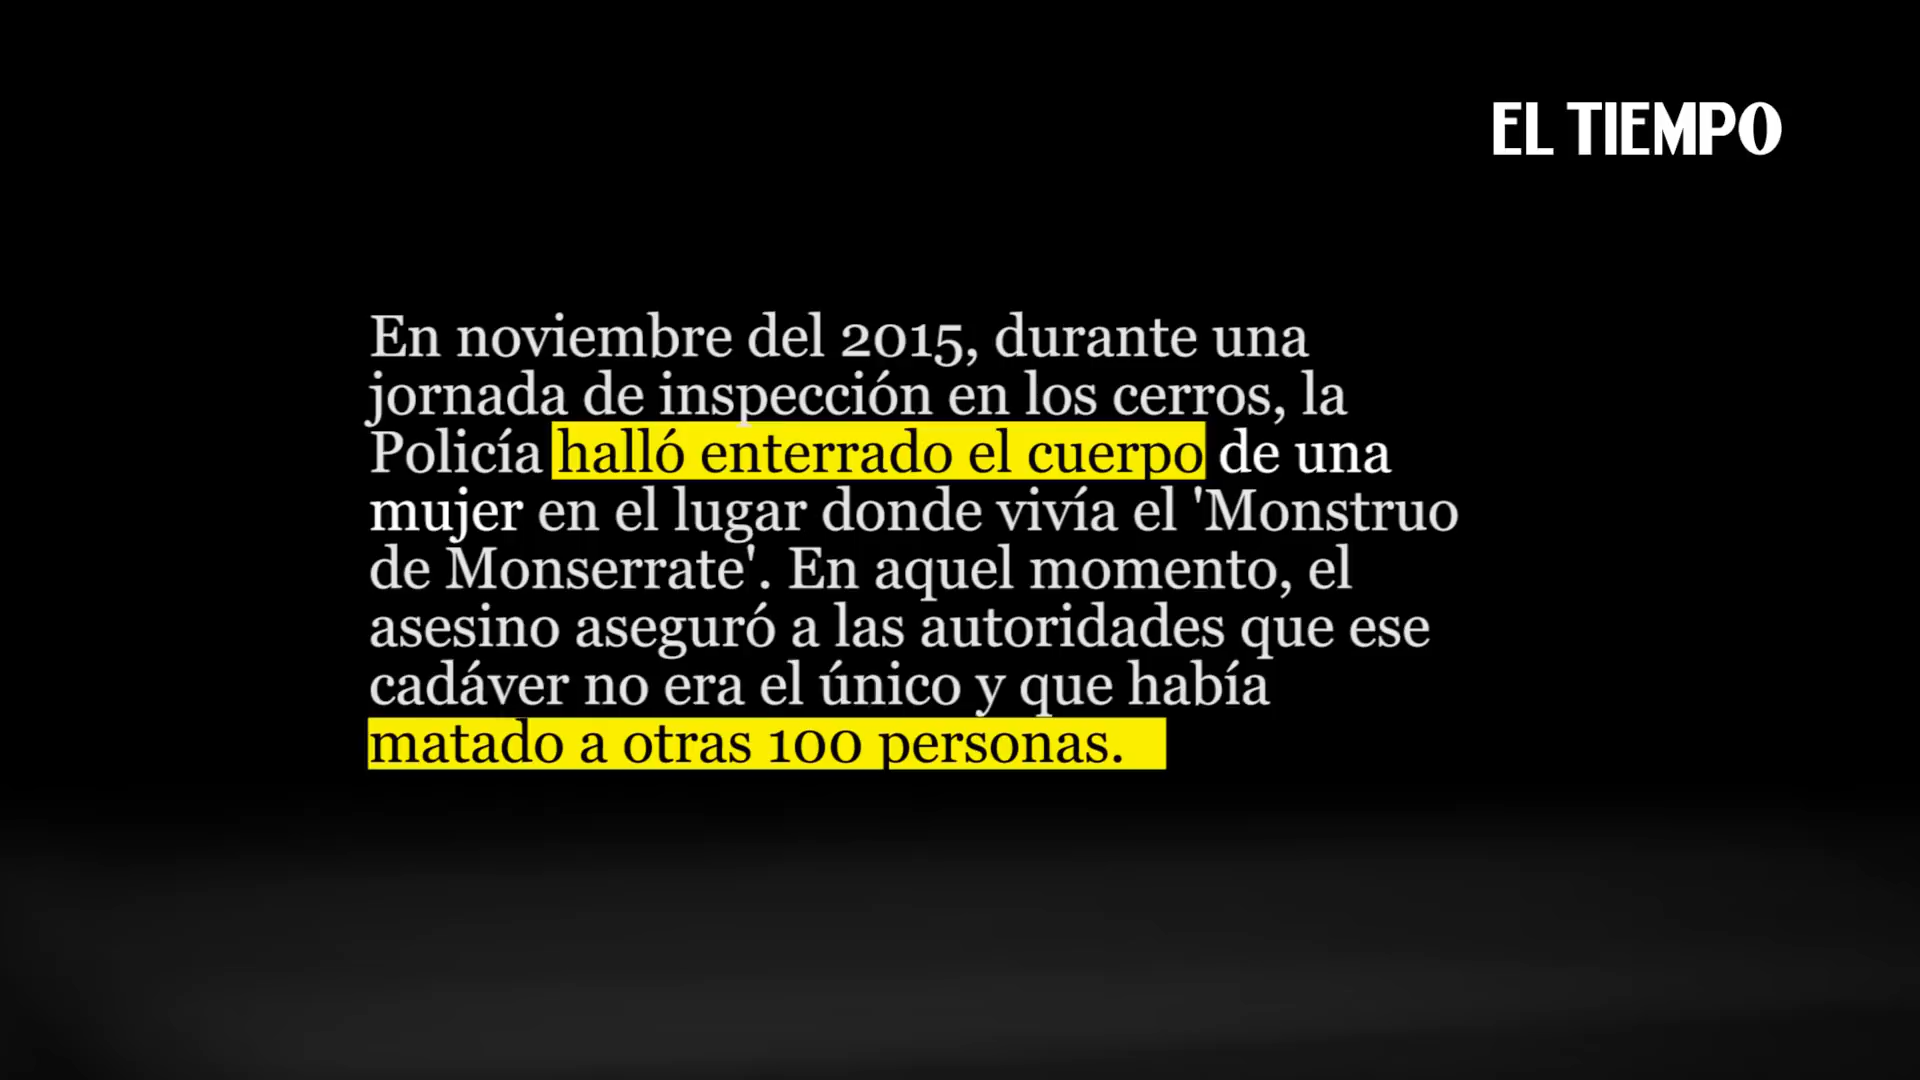 EL TIEMPO
En noviembre del 2015, durante una
jornada de inspección en los cerros, la
Policía halló enterrado el cuerpo de una
mujer en el lugar donde vivía el 'Monstruo
de Monserrate'. En aquel momento, el
asesino aseguró a las autoridades que ese
cadáver no era el único y que había
matado a otras 100 personas.